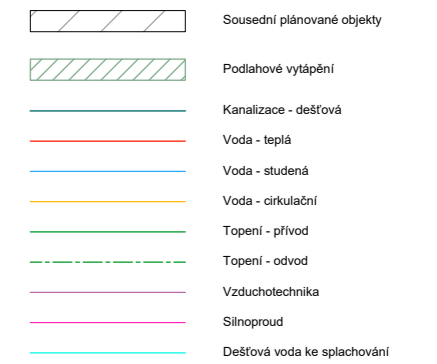 Sousední plánované objekty
Podlahové vytápění
Kanalizace - dešťová
Voda - teplá
Voda - studená
Voda - cirkulační
Topení - přívod
Topení - odvod
Vzduchotechnika
Silnoproud
Dešťová voda ke splachování